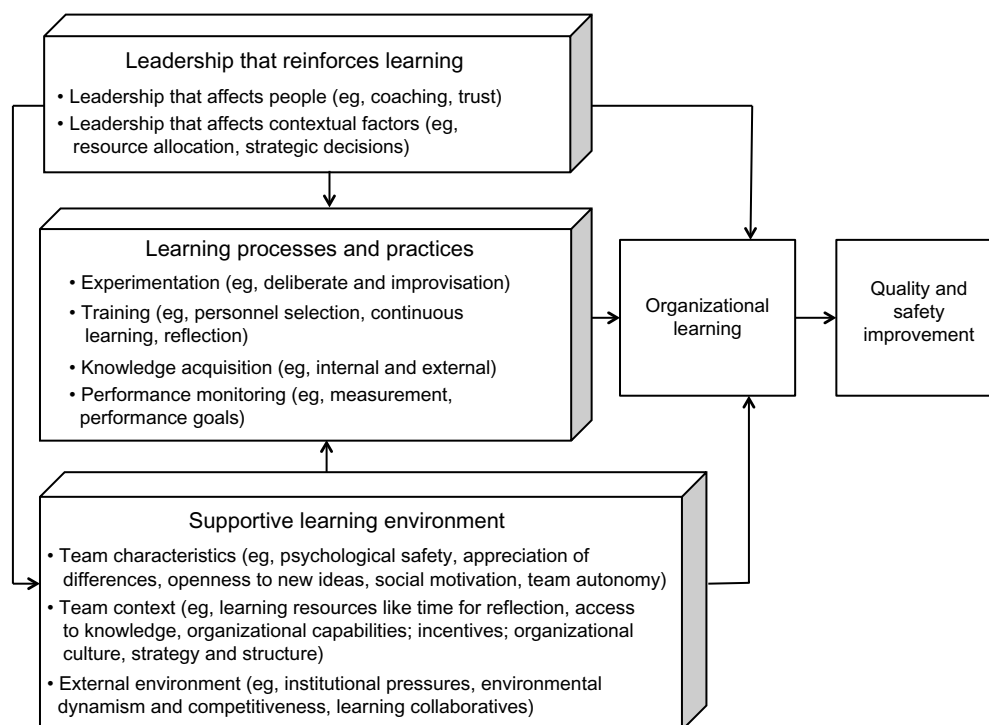 Leadership that reinforces learning
• Leadership that affects people (eg, coaching, trust)
• Leadership that affects contextual factors (eg,
resource allocation, strategic decisions)
Learning processes and practices
• Experimentation (eg, deliberate and improvisation)
• Training (eg, personnel selection, continuous
learning, reflection)
• Knowledge acquisition (eg, internal and external)
• Performance monitoring (eg, measurement,
performance goals)
Organizational
learning
Quality and
safety
improvement
Supportive learning environment
• Team characteristics (eg, psychological safety, appreciation of
differences, openness to new ideas, social motivation, team autonomy)
• Team context (eg, learning resources like time for reflection, access
to knowledge, organizational capabilities; incentives; organizational
culture, strategy and structure)
• External environment (eg, institutional pressures, environmental
dynamism and competitiveness, learning collaboratives)